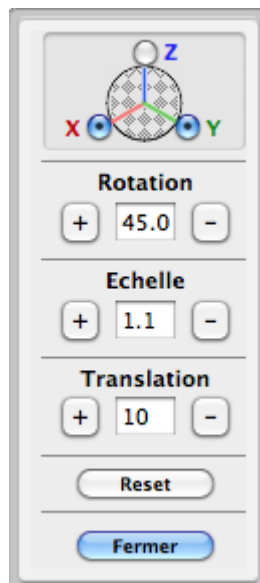 Z
X Y
Rotation
+ 45.0 -
Echelle
+ 1.1 -
Translation
+ 10 -
Reset
Fermer